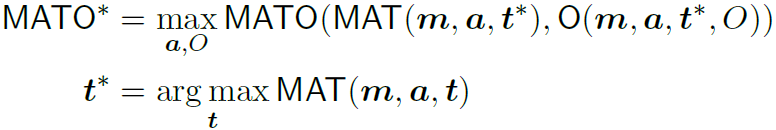 MATO* = max_{a,O} MATO(MAT(m, a, t*), O(m, a, t*, O))
t* = arg max_t MAT(m, a, t)